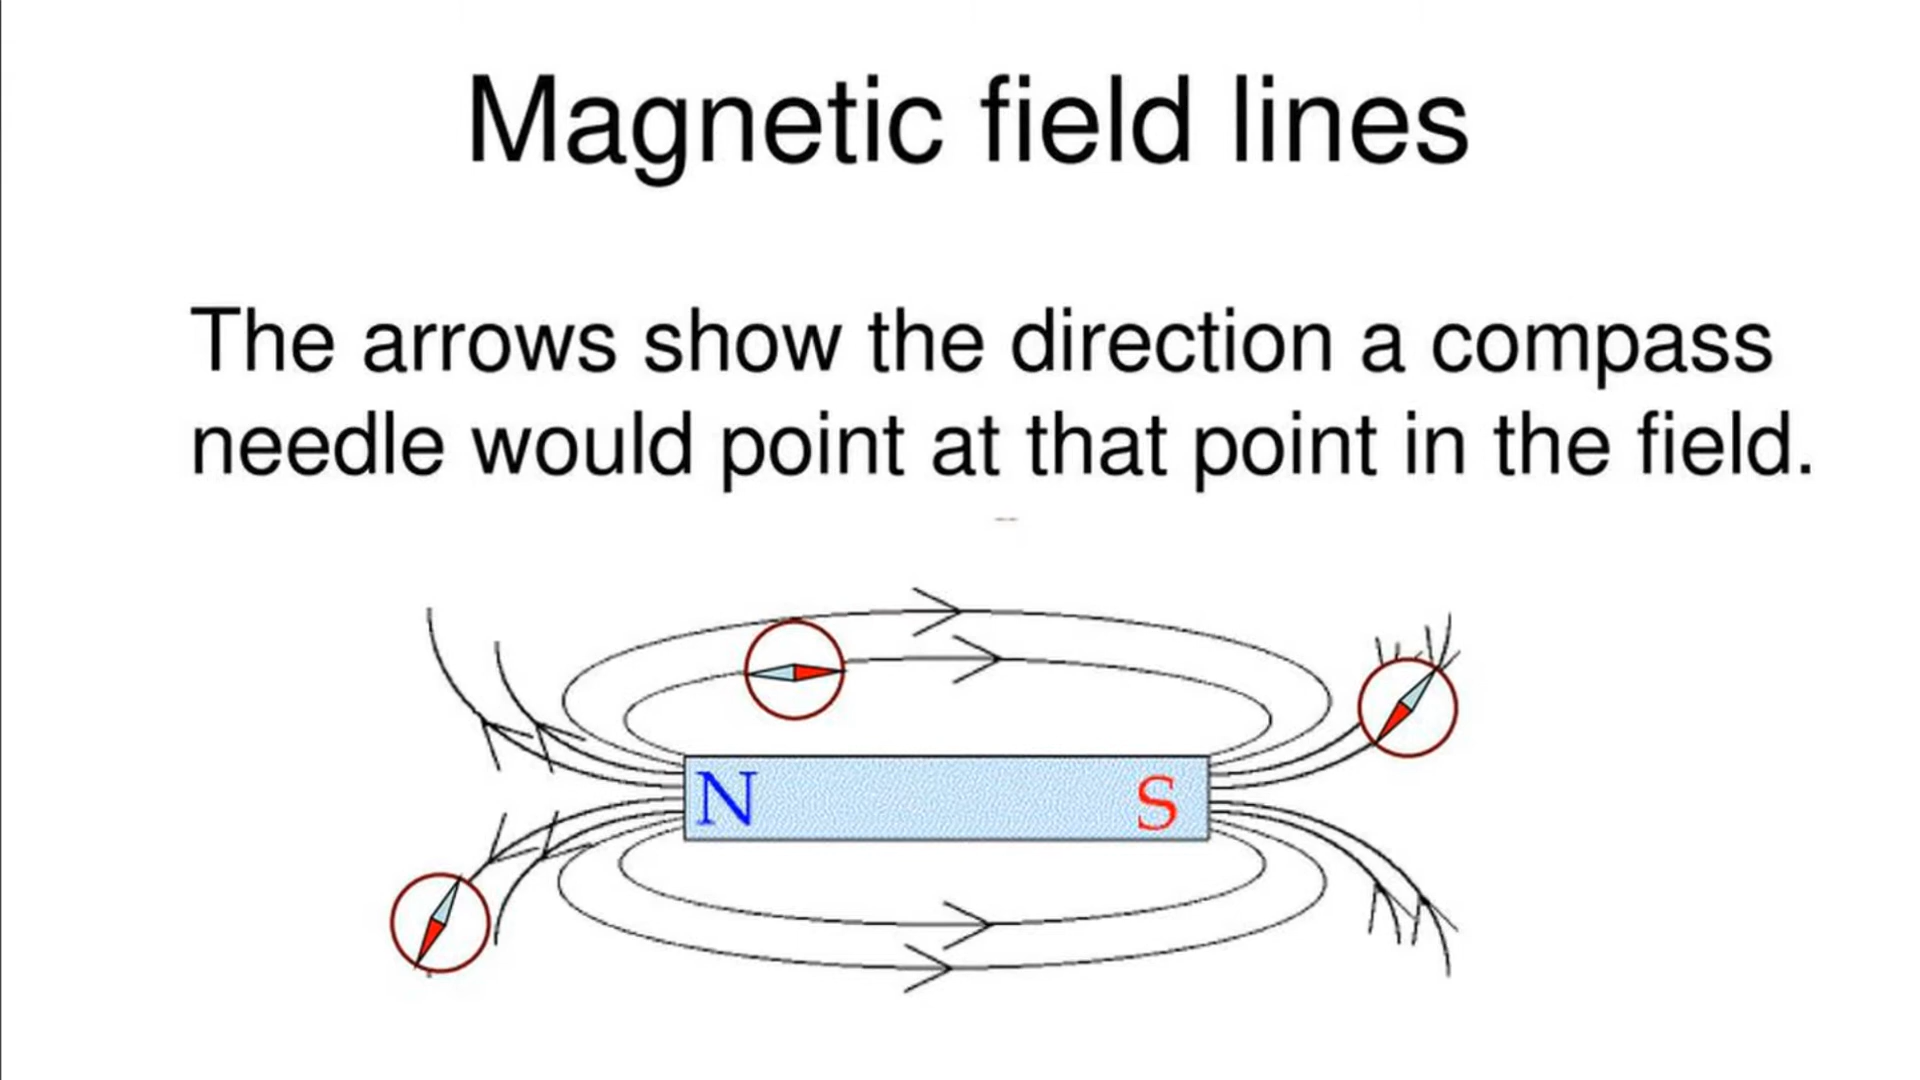 Magnetic field lines
The arrows show the direction a compass
needle would point at that point in the field.
N S